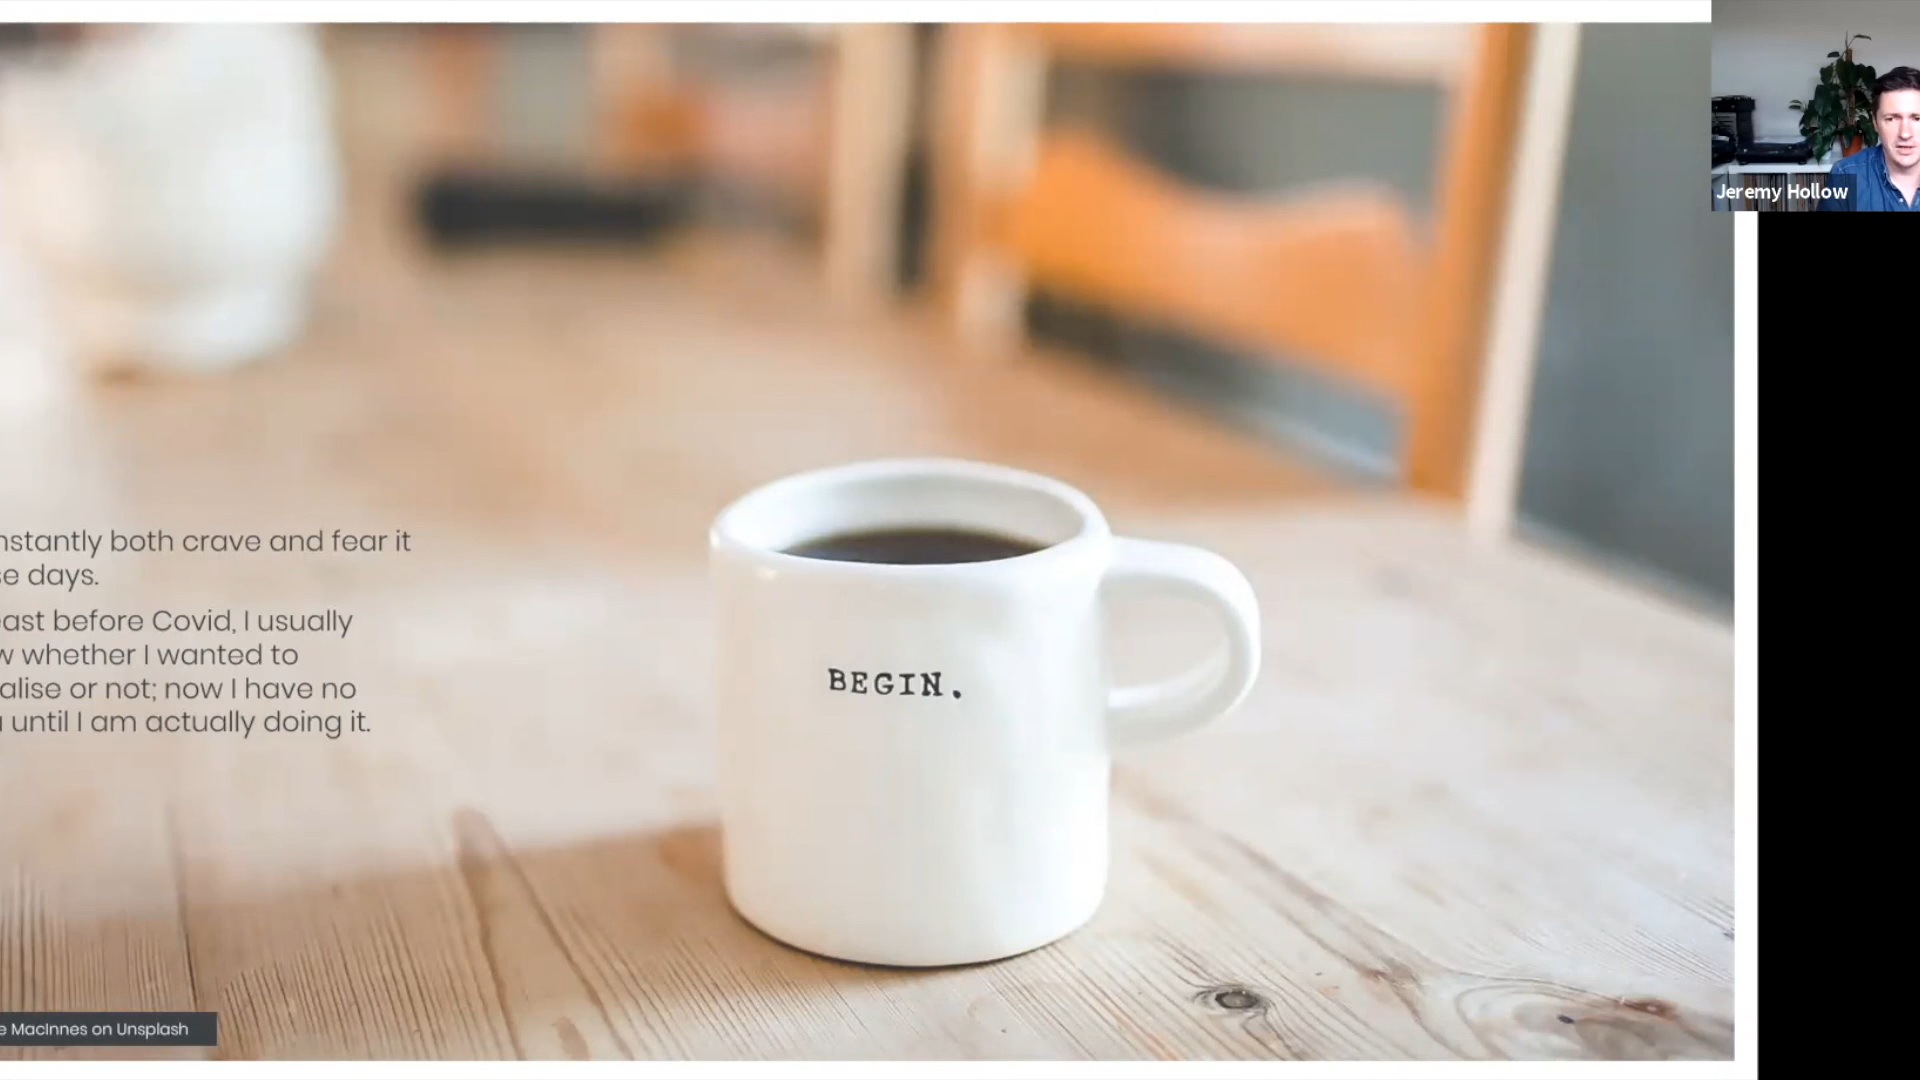 nstantly both crave and fear it
se days.
east before Covid, I usually
w whether I wanted to
alise or not; now I have no
until I am actually doing it.
BEGIN.
e MacInnes on Unsplash
Jeremy Hollow